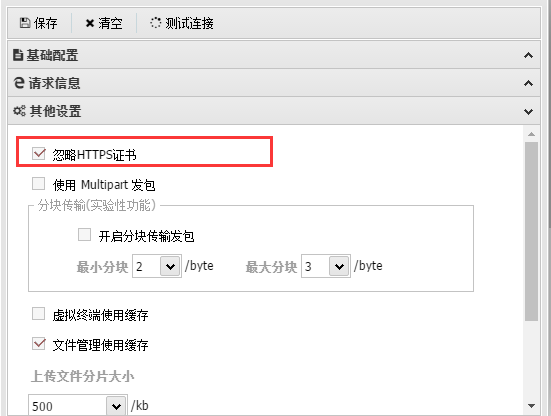 保存 清空 测试连接
基础配置
请求信息
其他设置
忽略HTTPS证书
使用 Multipart 发包
分块传输(实验性功能)
开启分块传输发包
最小分块 2 /byte 最大分块 3 /byte
虚拟终端使用缓存
文件管理使用缓存
上传文件分片大小
500 /kb